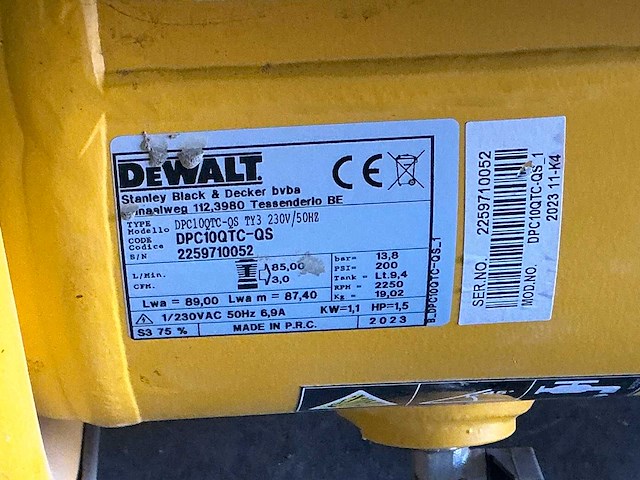 DEWALT
CE
Stanley Black & Decker bvba
112,3980 Tessenderlo BE
TYPE
Modello DPC10QTC-QS TY3 230V/50HZ
CODE
Codice DPC10QTC-QS
S/N 2259710052
L/Min. 85,00
CFM. 3,0
bar= 13,8
PSI= 200
Tank = Lt.9,4
RPM = 2250
Kg = 19,02
Lwa = 89,00 Lwa m = 87,40
1/230VAC 50Hz 6,9A KW=1,1 HP=1,5
S3 75 % MADE IN P.R.C. 2023
B_DPC10QTC-QS_1
SER.NO. 2259710052
MOD.NO DPC10QTC-QS_1
2023 11-K4